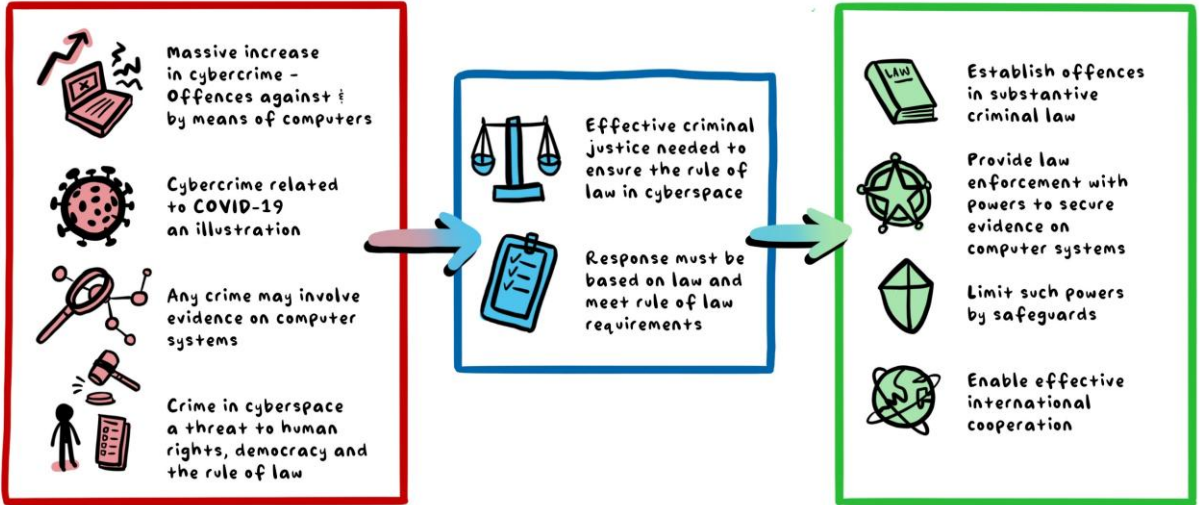 Massive increase
in cybercrime –
Offences against &
by means of computers
Cybercrime related
to COVID-19
an illustration
Any crime may involve
evidence on computer
systems
Crime in cyberspace
a threat to human
rights, democracy and
the rule of law
Effective criminal
justice needed to
ensure the rule of
law in cyberspace
Response must be
based on law and
meet rule of law
requirements
LAW
Establish offences
in substantive
criminal law
Provide law
enforcement with
powers to secure
evidence on
computer systems
Limit such powers
by safeguards
Enable effective
international
cooperation